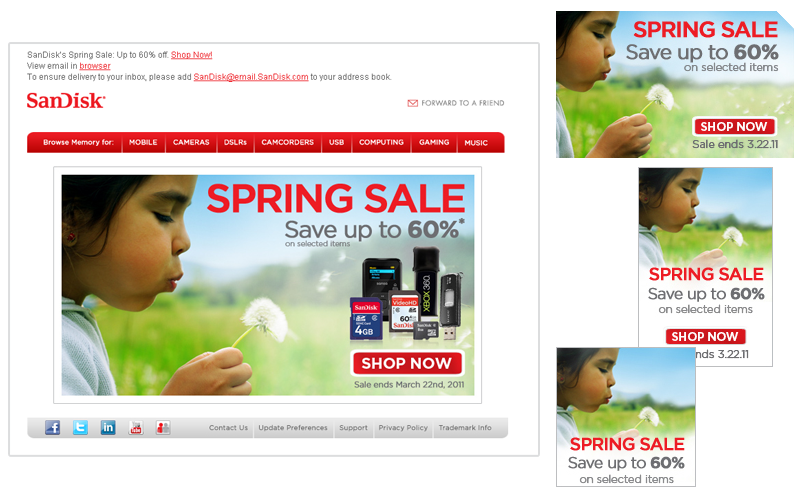 SanDisk's Spring Sale: Up to 60% off. Shop Now!
View email in browser
To ensure delivery to your inbox, please add SanDisk@email.SanDisk.com to your address book.
SanDisk
FORWARD TO A FRIEND
Browse Memory for: MOBILE CAMERAS DSLRs CAMCORDERS USB COMPUTING GAMING MUSIC
SPRING SALE
Save up to 60%*
on selected items
XBOX 360
SanDisk
4GB
VideoHD
SanDisk
SHOP NOW
Sale ends March 22nd, 2011
Contact Us Update Preferences Support Privacy Policy Trademark Info
SPRING SALE
Save up to 60%
on selected items
SHOP NOW
Sale ends 3.22.11
SPRING SALE
Save up to 60%
on selected items
SHOP NOW
nds 3.22.11
SPRING SALE
Save up to 60%
on selected items